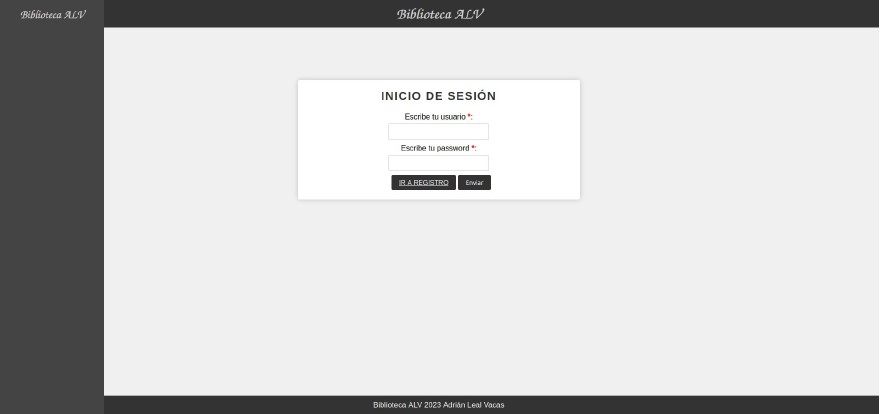 Biblioteca ALV
Biblioteca ALV
INICIO DE SESIÓN
Escribe tu usuario *:
Escribe tu password *:
IR A REGISTRO
Enviar
Biblioteca ALV 2023 Adrián Leal Vacas